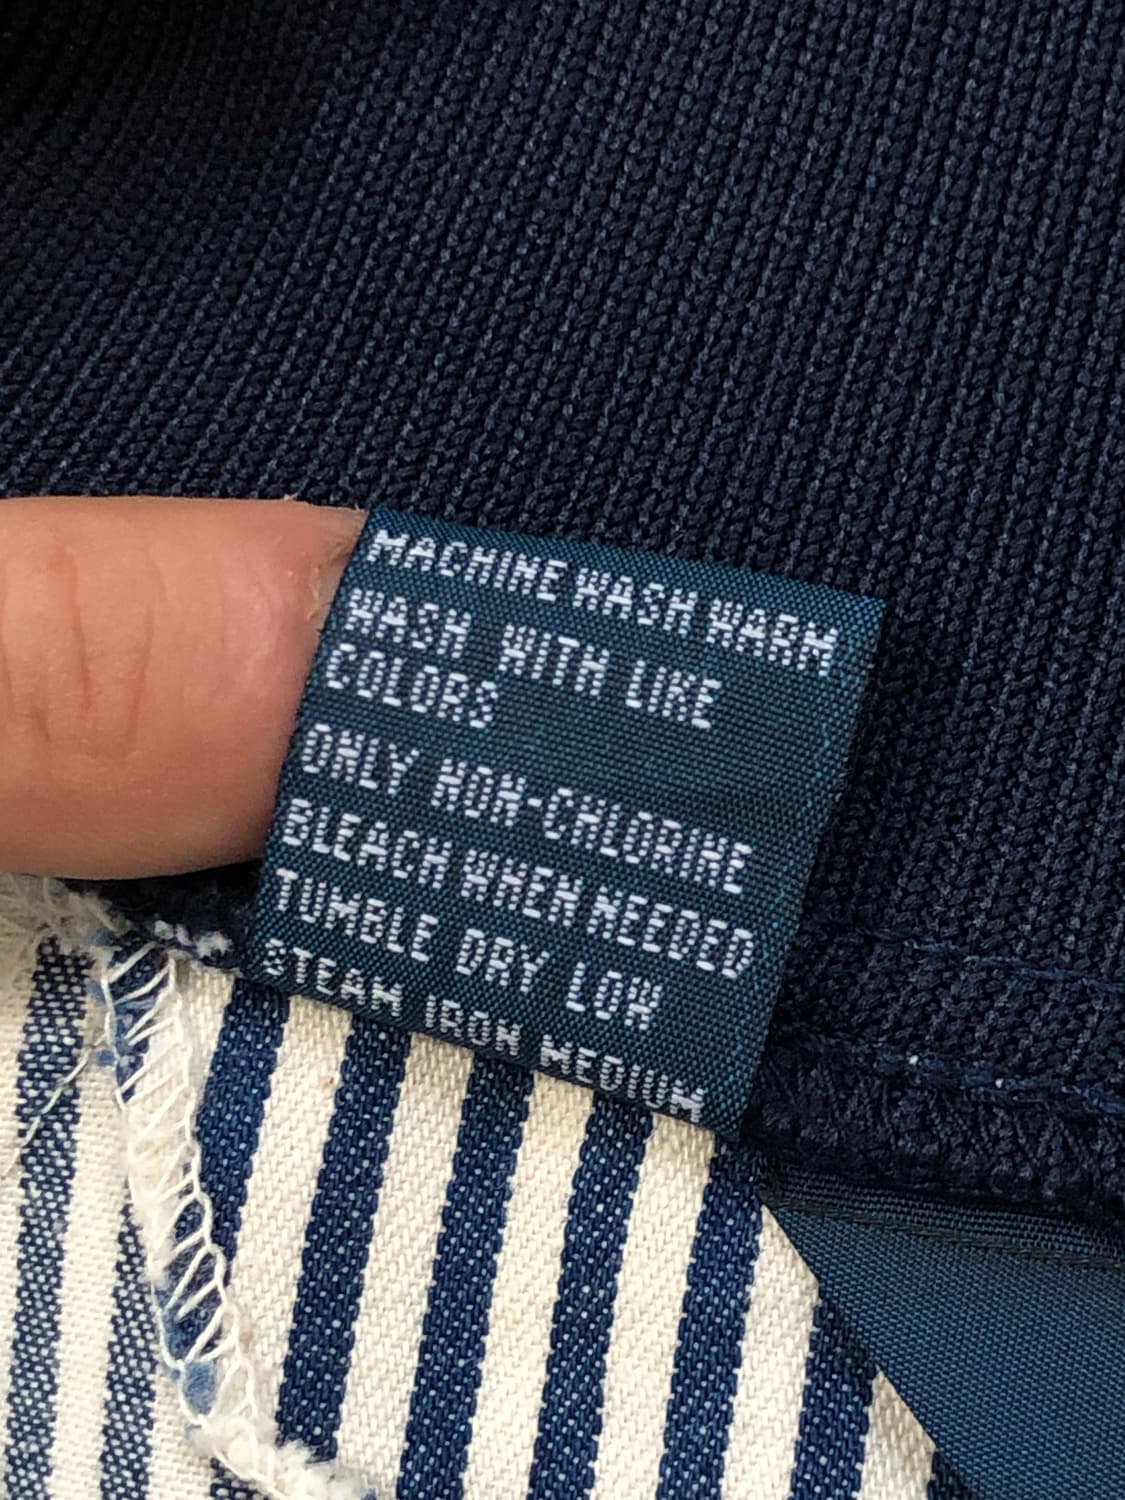 MACHINE WASH WARM
WASH WITH LIKE
COLORS
ONLY NON-CHLORINE
BLEACH WHEN NEEDED
TUMBLE DRY LOW
STEAM IRON MEDIUM